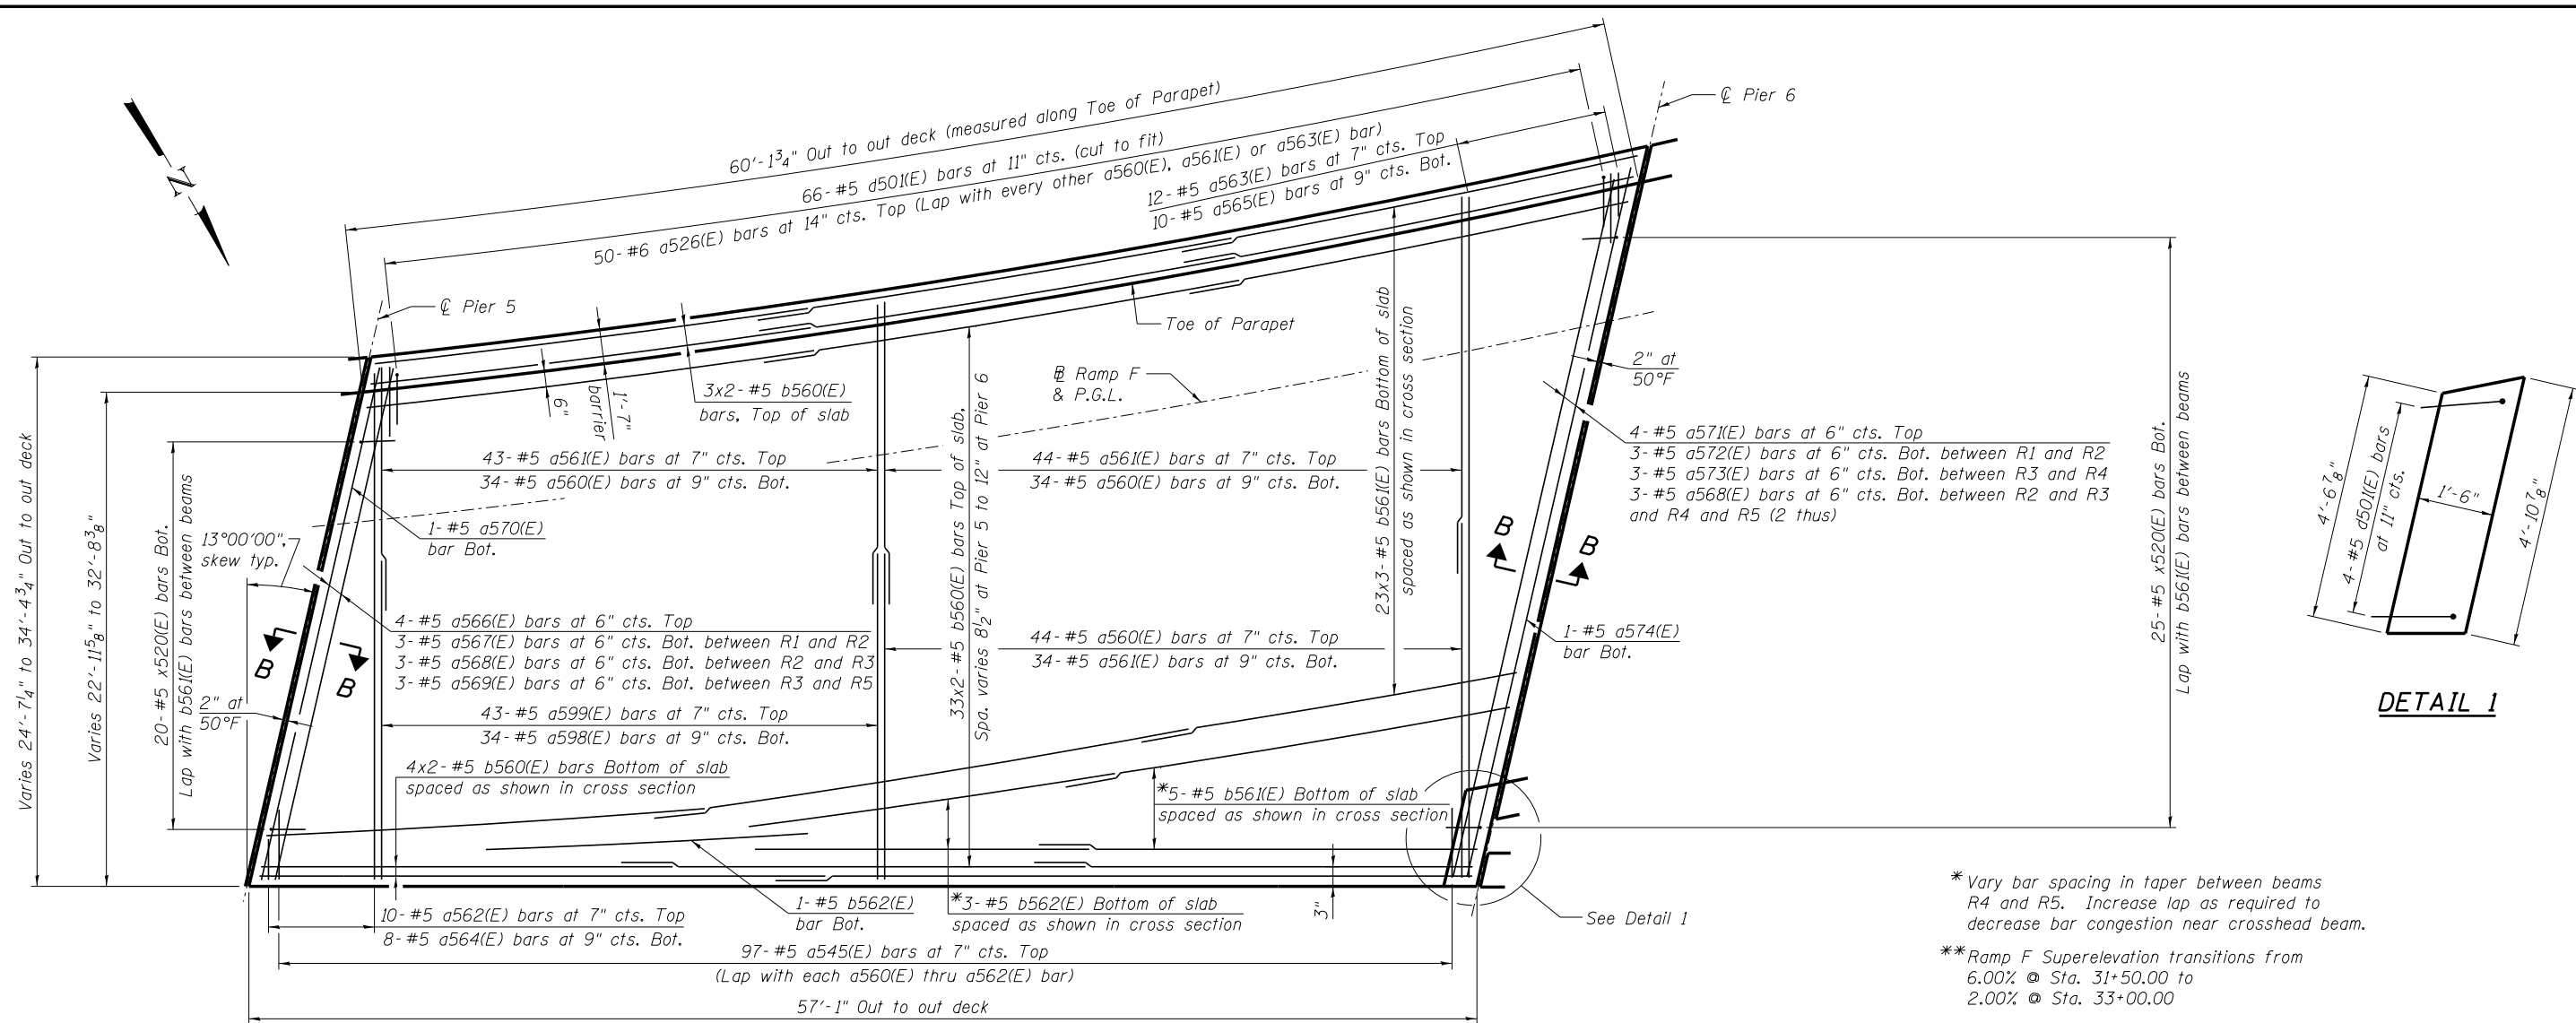 60'-1 3/4" Out to out deck (measured along Toe of Parapet)
66-#5 d501(E) bars at 11" cts. (cut to fit)
50-#6 a526(E) bars at 14" cts. Top (Lap with every other a560(E), a561(E) or a563(E) bar)
12-#5 a563(E) bars at 7" cts. Top
10-#5 a565(E) bars at 9" cts. Bot.
℄ Pier 6
N
℄ Pier 5
Toe of Parapet
6"
1'-7"
barrier
3x2-#5 b560(E)
bars, Top of slab
℄ Ramp F
& P.G.L.
2" at
50°F
Varies 24'-7 1/4" to 34'-4 3/4" Out to out deck
Varies 22'-11 5/8" to 32'-8 3/8"
20-#5 x520(E) bars Bot.
Lap with b561(E) bars between beams
13°00'00",
skew typ.
43-#5 a561(E) bars at 7" cts. Top
34-#5 a560(E) bars at 9" cts. Bot.
44-#5 a561(E) bars at 7" cts. Top
34-#5 a560(E) bars at 9" cts. Bot.
1-#5 a570(E)
bar Bot.
33x2-#5 b560(E) bars Top of slab,
Spa. varies 8 1/2" at Pier 5 to 12" at Pier 6
23x3-#5 b561(E) bars Bottom of slab
spaced as shown in cross section
4-#5 a571(E) bars at 6" cts. Top
3-#5 a572(E) bars at 6" cts. Bot. between R1 and R2
3-#5 a573(E) bars at 6" cts. Bot. between R3 and R4
3-#5 a568(E) bars at 6" cts. Bot. between R2 and R3
and R4 and R5 (2 thus)
25-#5 x520(E) bars Bot.
Lap with b561(E) bars between beams
4'-6 7/8"
4-#5 d501(E) bars
at 11" cts.
1'-6"
4'-10 7/8"
DETAIL 1
B
B
B
B
4-#5 a566(E) bars at 6" cts. Top
3-#5 a567(E) bars at 6" cts. Bot. between R1 and R2
3-#5 a568(E) bars at 6" cts. Bot. between R2 and R3
3-#5 a569(E) bars at 6" cts. Bot. between R3 and R5
44-#5 a560(E) bars at 7" cts. Top
34-#5 a561(E) bars at 9" cts. Bot.
1-#5 a574(E)
bar Bot.
2" at
50°F
43-#5 a599(E) bars at 7" cts. Top
34-#5 a598(E) bars at 9" cts. Bot.
4x2-#5 b560(E) bars Bottom of slab
spaced as shown in cross section
*5-#5 b561(E) Bottom of slab
spaced as shown in cross section
10-#5 a562(E) bars at 7" cts. Top
8-#5 a564(E) bars at 9" cts. Bot.
1-#5 b562(E)
bar Bot.
*3-#5 b562(E) Bottom of slab
spaced as shown in cross section
3"
See Detail 1
97-#5 a545(E) bars at 7" cts. Top
(Lap with each a560(E) thru a562(E) bar)
57'-1" Out to out deck
* Vary bar spacing in taper between beams
R4 and R5. Increase lap as required to
decrease bar congestion near crosshead beam.
** Ramp F Superelevation transitions from
6.00% @ Sta. 31+50.00 to
2.00% @ Sta. 33+00.00